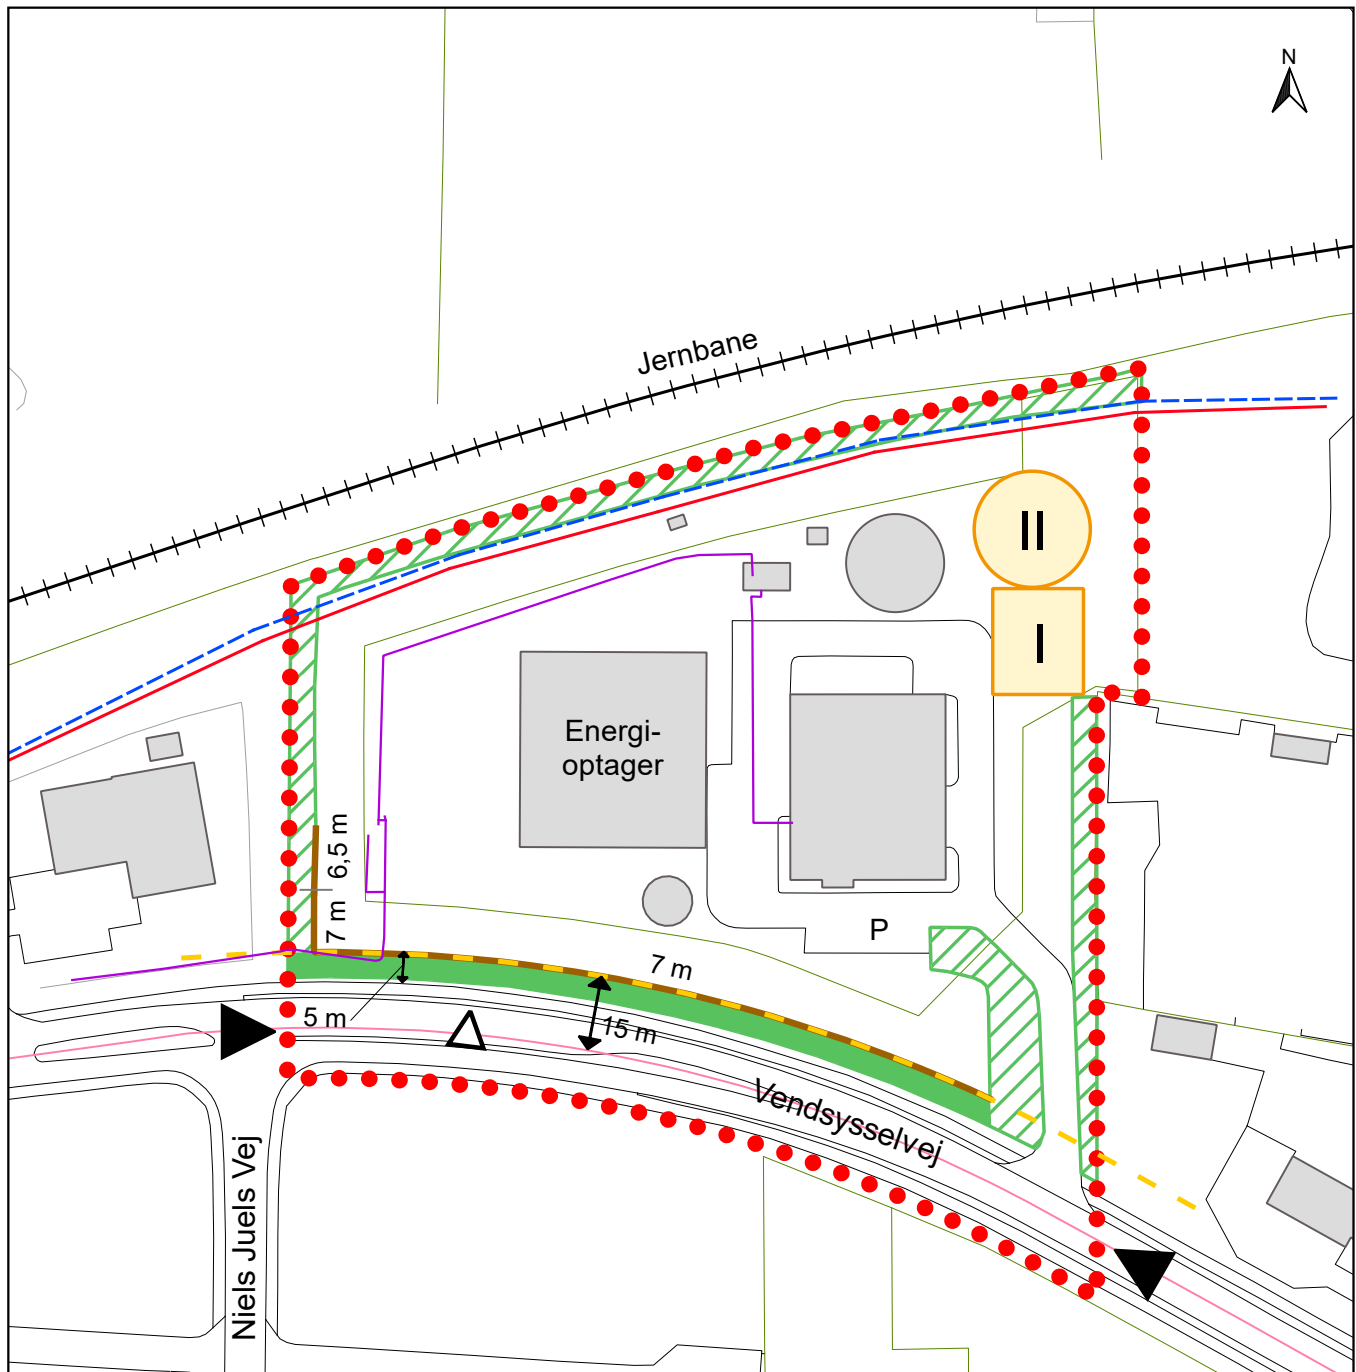 N
Jernbane
II
I
Energi-
optager
6,5 m
7 m
P
7 m
5 m
15 m
Vendsysselvej
Niels Juels Vej